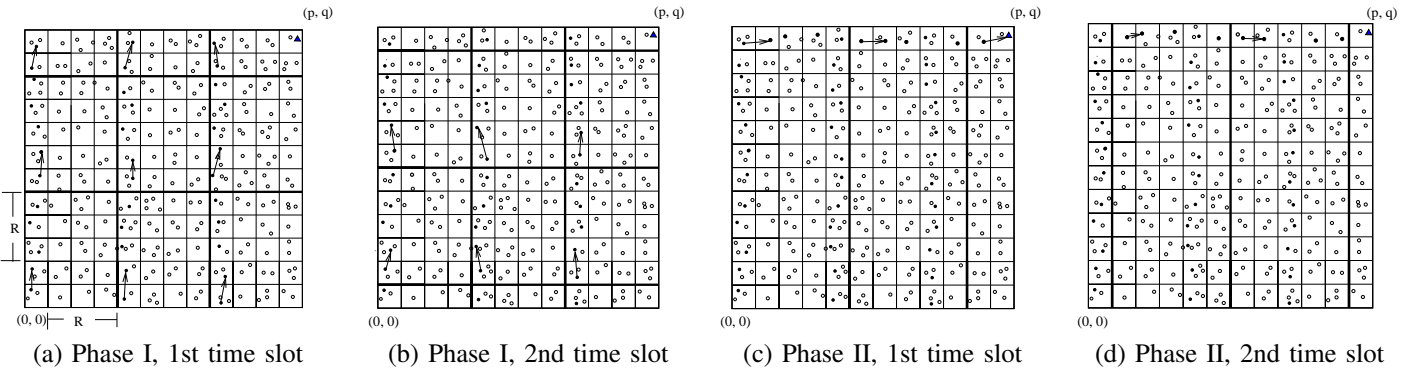 (p, q)
(p, q)
(p, q)
(p, q)
R
(0, 0)
R
(0, 0)
(0, 0)
(0, 0)
(a) Phase I, 1st time slot
(b) Phase I, 2nd time slot
(c) Phase II, 1st time slot
(d) Phase II, 2nd time slot